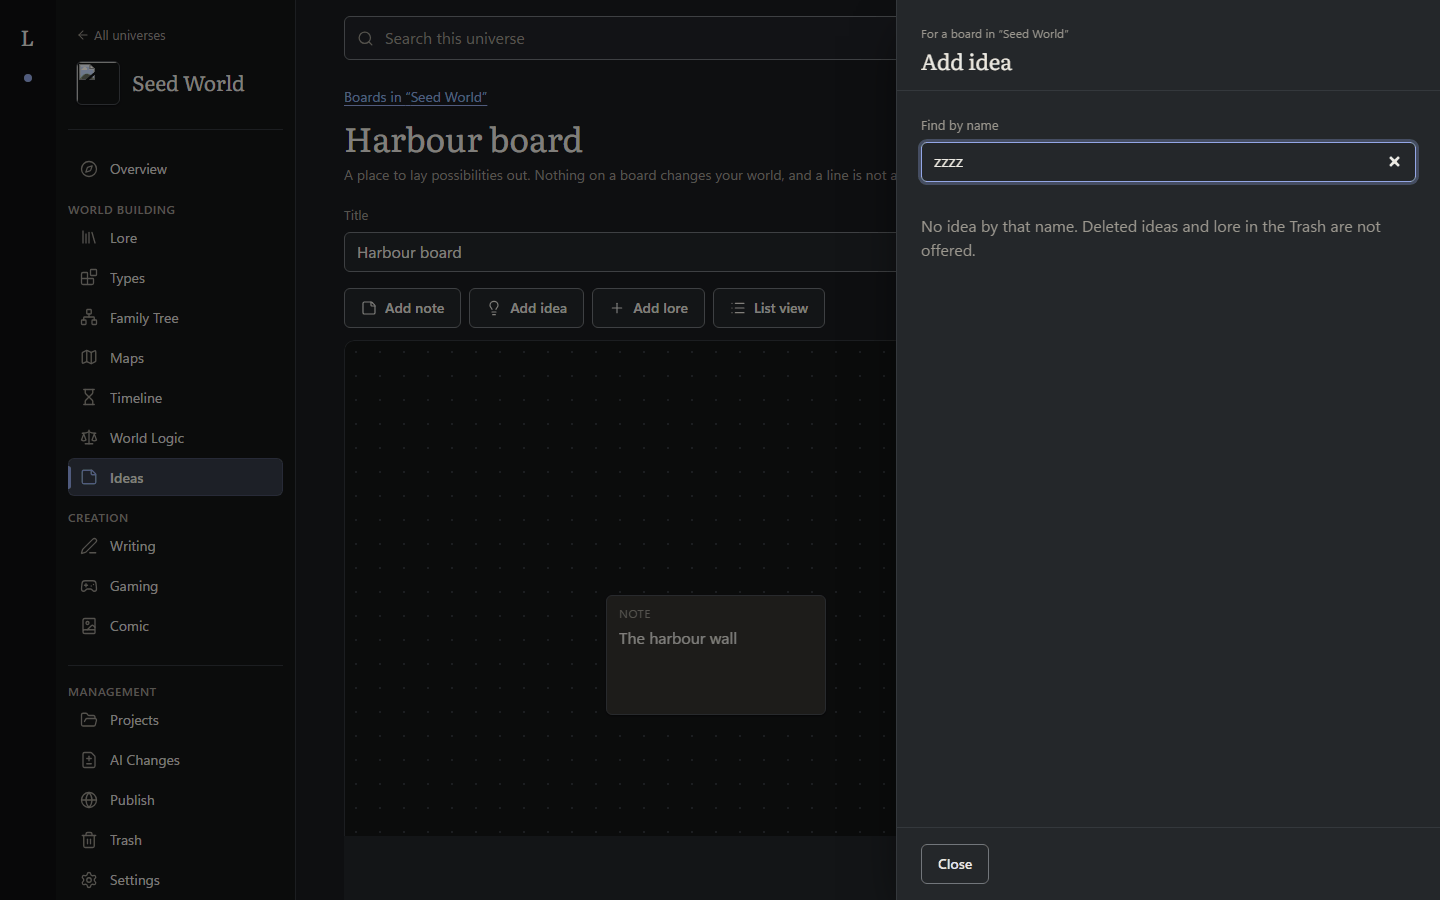 L
All universes
Seed World
Overview
WORLD BUILDING
Lore
Types
Family Tree
Maps
Timeline
World Logic
Ideas
CREATION
Writing
Gaming
Comic
MANAGEMENT
Projects
AI Changes
Publish
Trash
Settings
Search this universe
Boards in “Seed World”
Harbour board
A place to lay possibilities out. Nothing on a board changes your world, and a line is not a
Title
Harbour board
Add note
Add idea
Add lore
List view
NOTE
The harbour wall
For a board in “Seed World”
Add idea
Find by name
zzzz
No idea by that name. Deleted ideas and lore in the Trash are not
offered.
Close